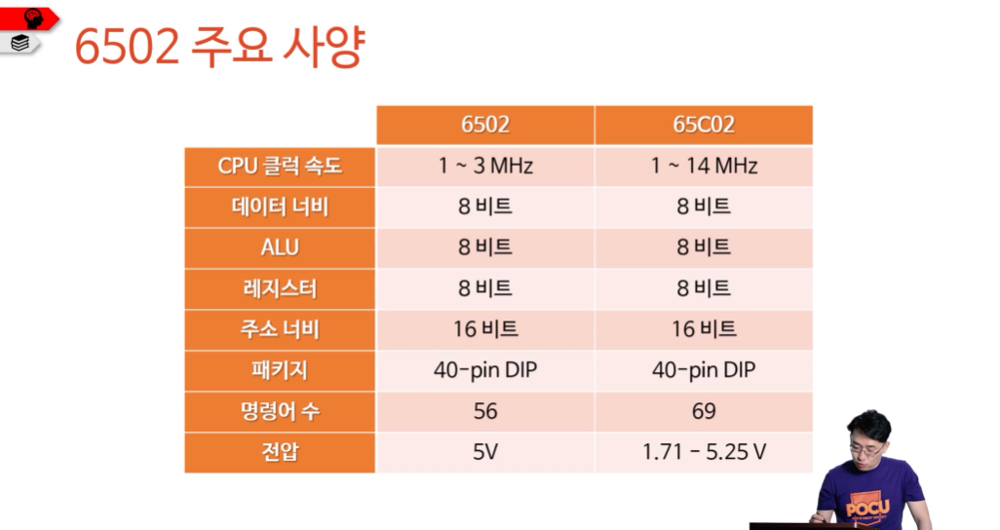 6502 주요 사양
6502 65C02
CPU 클럭 속도 1 ~ 3 MHz 1 ~ 14 MHz
데이터 너비 8 비트 8 비트
ALU 8 비트 8 비트
레지스터 8 비트 8 비트
주소 너비 16 비트 16 비트
패키지 40-pin DIP 40-pin DIP
명령어 수 56 69
전압 5V 1.71 - 5.25 V
POCU